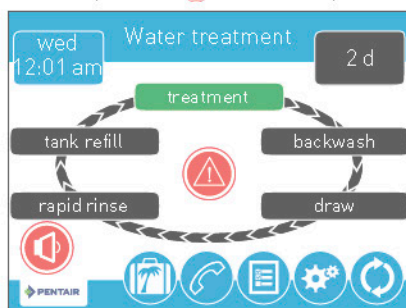 wed
12:01 am
Water treatment
2 d
treatment
tank refill
backwash
rapid rinse
draw
PENTAIR